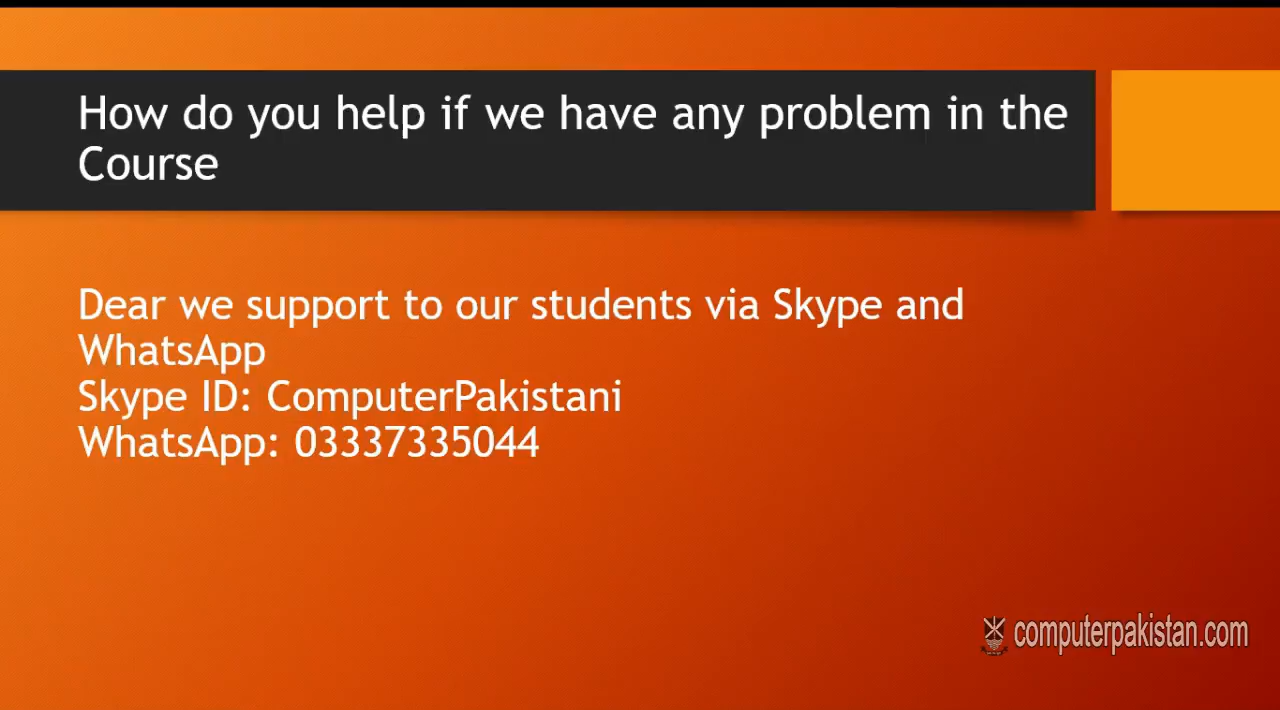 How do you help if we have any problem in the
Course
Dear we support to our students via Skype and
WhatsApp
Skype ID: ComputerPakistani
WhatsApp: 03337335044
computerpakistan.com